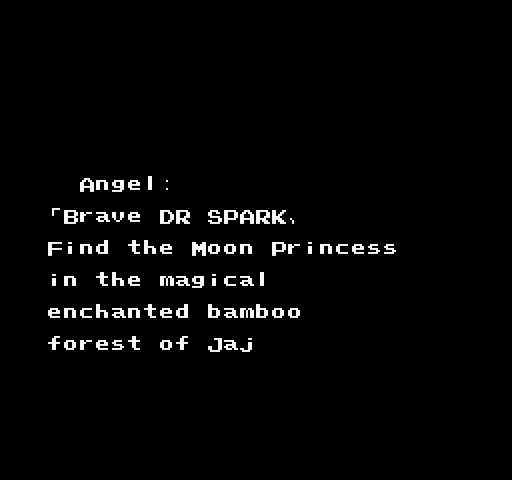 Angel:
「Brave DR SPARK、
Find the Moon Princess
in the magical
enchanted bamboo
forest of Jaj